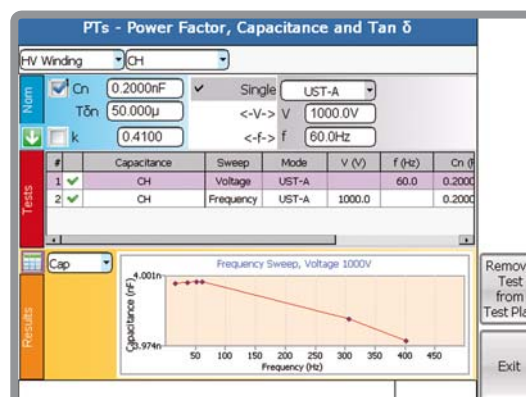 PTs - Power Factor, Capacitance and Tan δ
HV Winding CH
Nom
Cn 0.2000nF Single UST-A
Tδn 50.000µ <-V-> V 1000.0V
k 0.4100 <-f-> f 60.0Hz
Tests
# Capacitance Sweep Mode V (V) f (Hz) Cn (F
1 CH Voltage UST-A 60.0 0.2000
2 CH Frequency UST-A 1000.0 0.2000
Cap
Frequency Sweep, Voltage 1000V
Results
4.001n
Capacitance (nF)
3.974n
50 100 150 200 250 300 350 400 450
Frequency (Hz)
Remov
Test
from
Test Pla
Exit